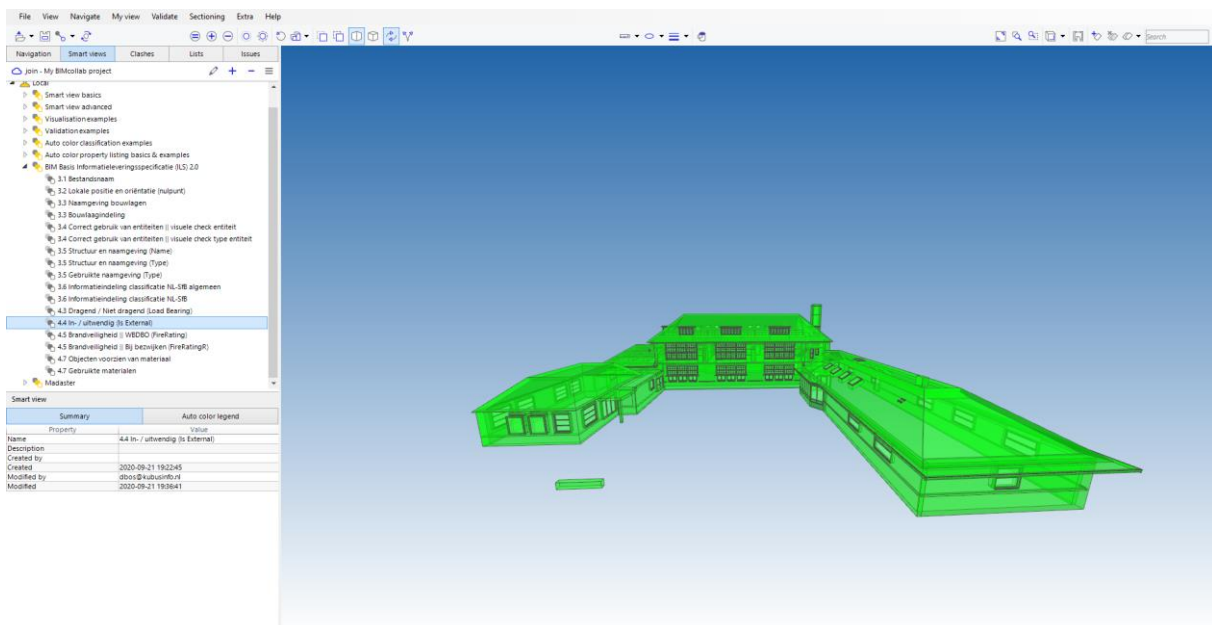 File View Navigate My view Validate Sectioning Extra Help
Search
Navigation Smart views Clashes Lists Issues
join - My BIMcollab project
Local
Smart view basics
Smart view advanced
Visualisation examples
Validation examples
Auto color classification examples
Auto color property listing basics & examples
BIM Basis Informatieleveringsspecificatie (ILS) 2.0
3.1 Bestandsnaam
3.2 Lokale positie en oriëntatie (nulpunt)
3.3 Naamgeving bouwlagen
3.3 Bouwlaagindeling
3.4 Correct gebruik van entiteiten || visuele check entiteit
3.4 Correct gebruik van entiteiten || visuele check type entiteit
3.5 Structuur en naamgeving (Name)
3.5 Structuur en naamgeving (Type)
3.5 Gebruikte naamgeving (Type)
3.6 Informatieindeling classificatie NL-SfB algemeen
3.6 Informatieindeling classificatie NL-SfB
4.3 Dragend / Niet dragend (Load Bearing)
4.4 In- / uitwendig (Is External)
4.5 Brandveiligheid || WBDBO (FireRating)
4.5 Brandveiligheid || Bij bezwijken (FireRatingR)
4.7 Objecten voorzien van materiaal
4.7 Gebruikte materialen
Madaster
Smart view
Summary Auto color legend
Property Value
Name 4.4 In- / uitwendig (Is External)
Description
Created by
Created 2020-09-21 19:22:45
Modified by dbos@kubusinfo.nl
Modified 2020-09-21 19:36:41